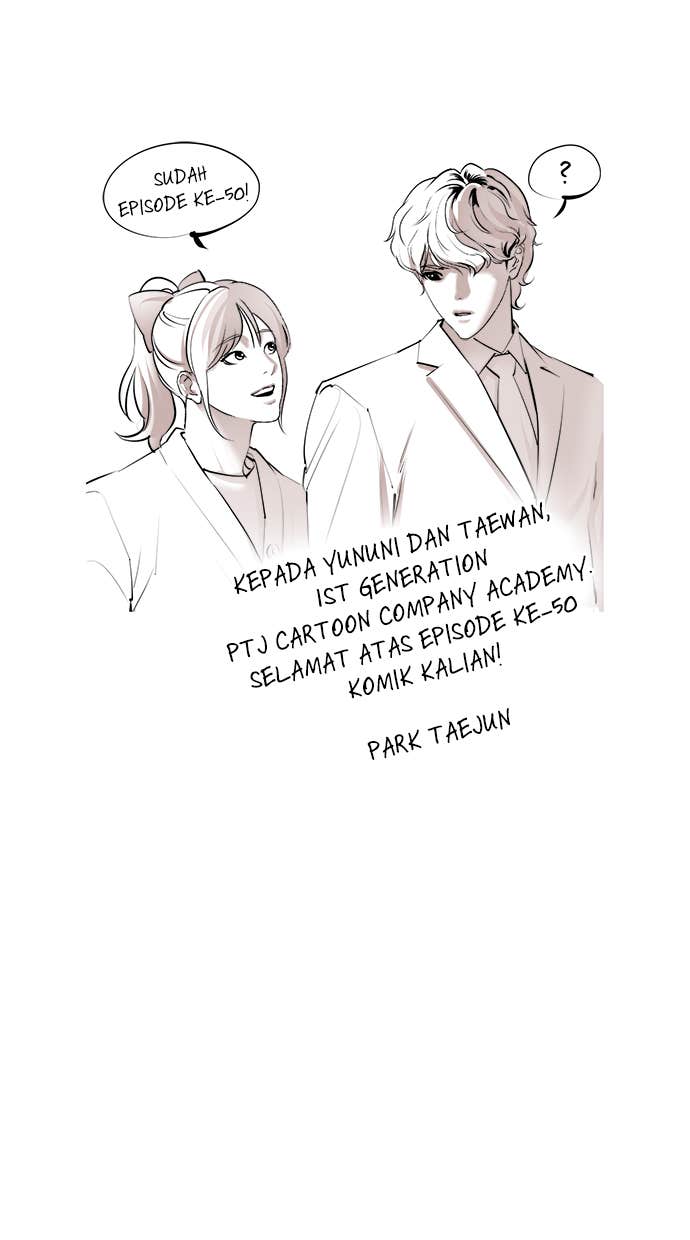 SUDAH
EPISODE KE-50!
?
KEPADA YUNUNI DAN TAEWAN,
1ST GENERATION
PTJ CARTOON COMPANY ACADEMY.
SELAMAT ATAS EPISODE KE-50
KOMIK KALIAN!
PARK TAEJUN